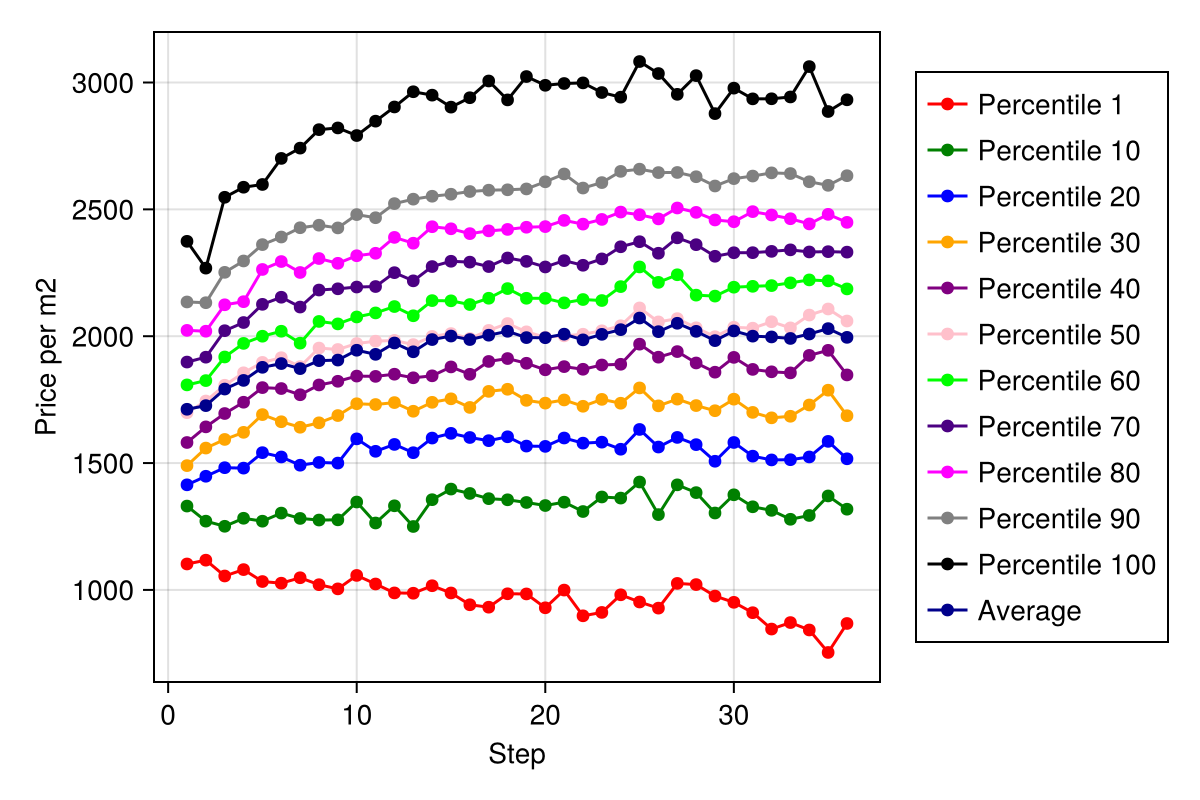 3000
2500
2000
1500
1000
Price per m2
0
10
20
30
Step
Percentile 1
Percentile 10
Percentile 20
Percentile 30
Percentile 40
Percentile 50
Percentile 60
Percentile 70
Percentile 80
Percentile 90
Percentile 100
Average